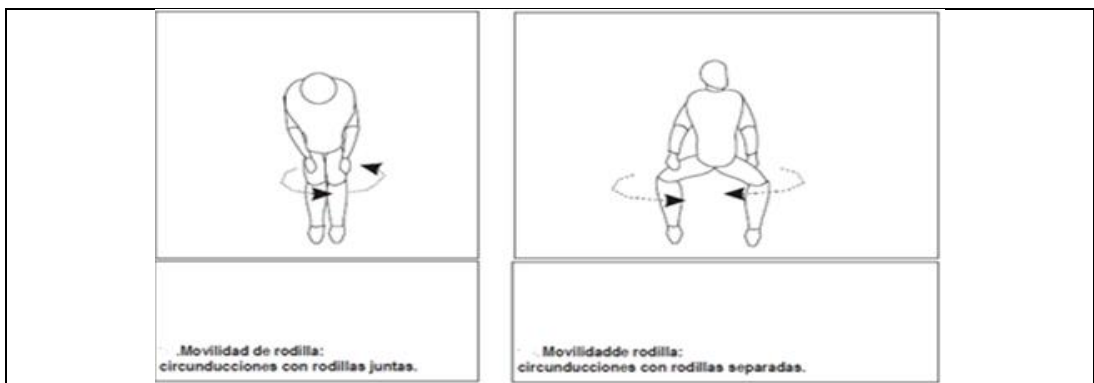 .Movilidad de rodilla:
circunducciones con rodillas juntas.
.Movilidadde rodilla:
circunducciones con rodillas separadas.